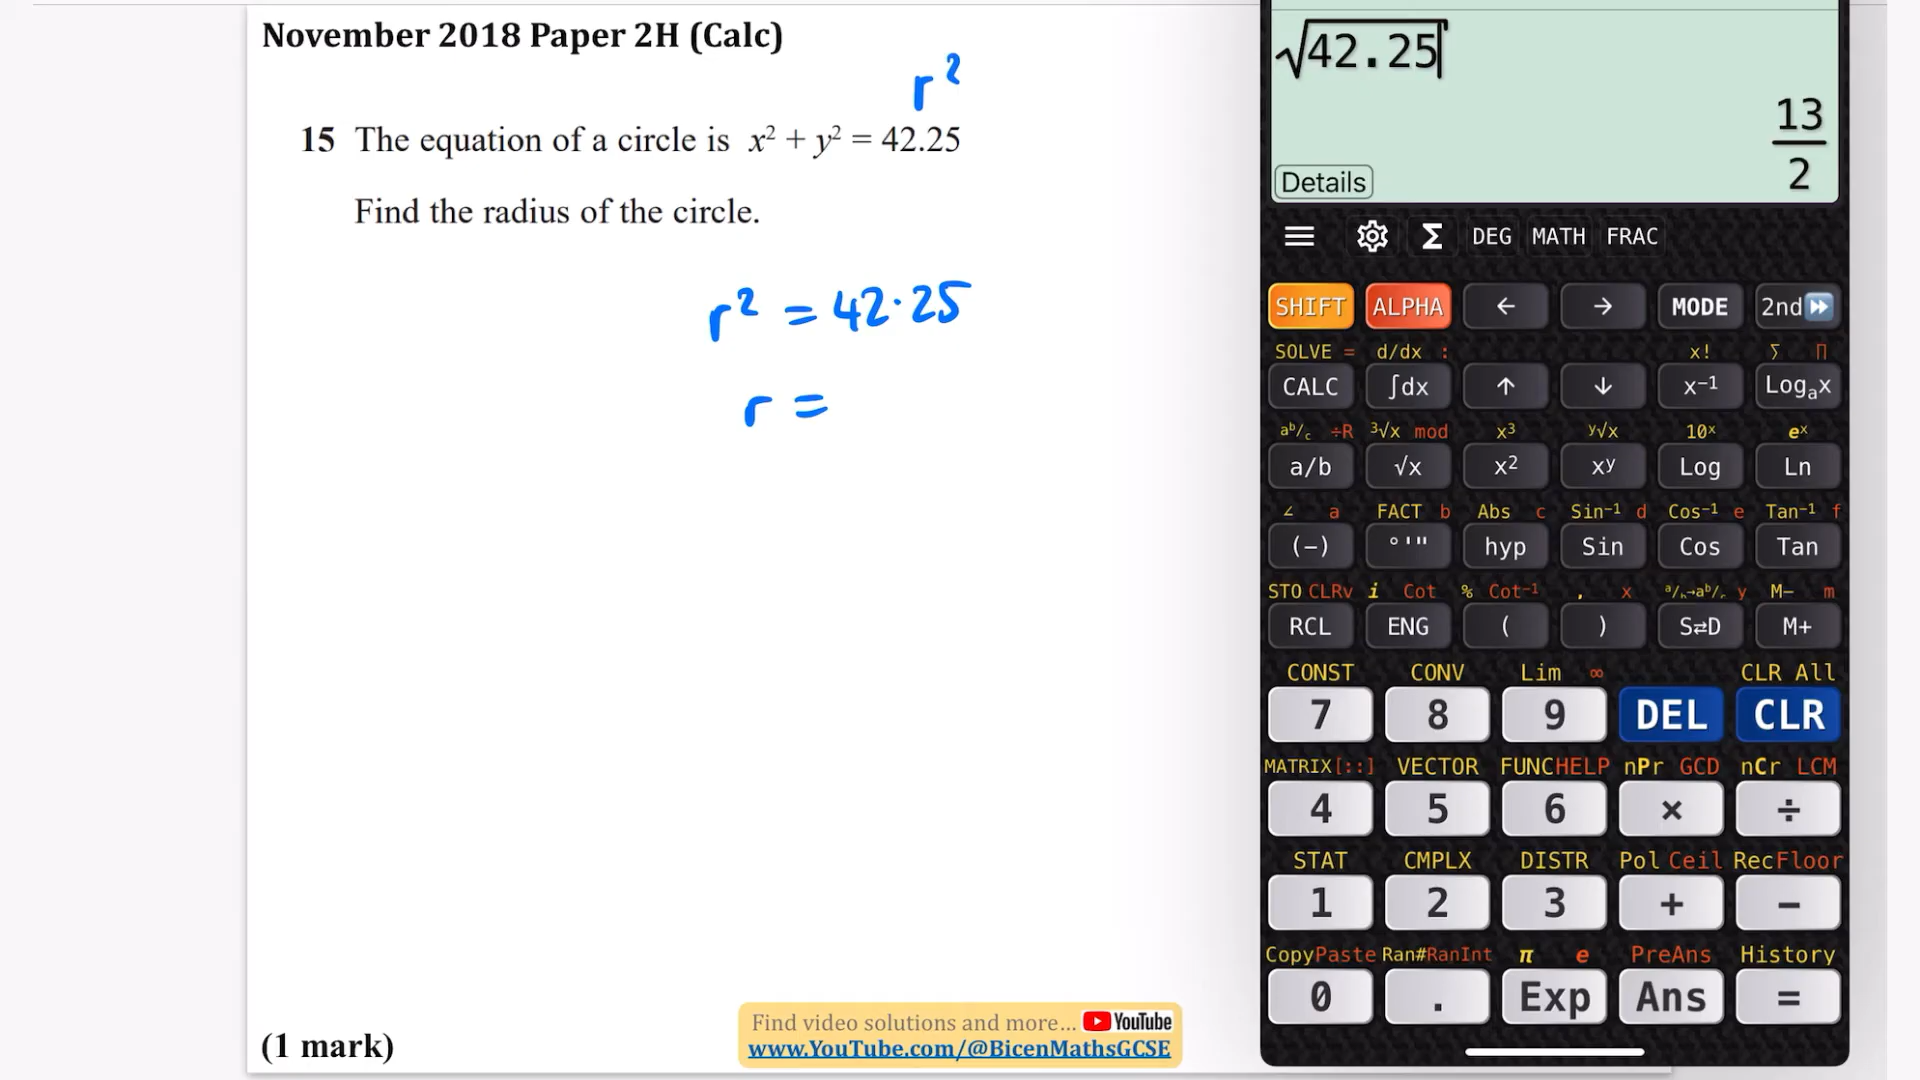 November 2018 Paper 2H (Calc)
r²
15 The equation of a circle is x² + y² = 42.25
Find the radius of the circle.
r² = 42·25
r =
(1 mark)
Find video solutions and more... YouTube
www.YouTube.com/@BicenMathsGCSE
√42.25
13/2
Details
Σ DEG MATH FRAC
SHIFT ALPHA ← → MODE 2nd
SOLVE = d/dx : x! ∑ ∏
CALC ∫dx ↑ ↓ x⁻¹ Logₐx
aᵇ/c ÷R ³√x mod x³ ʸ√x 10ˣ eˣ
a/b √x x² xʸ Log Ln
∠ a FACT b Abs c Sin⁻¹ d Cos⁻¹ e Tan⁻¹ f
(−) °'" hyp Sin Cos Tan
STO CLRv i Cot % Cot⁻¹ , x y M− m
RCL ENG ( ) S⇄D M+
CONST CONV Lim ∞ CLR All
7 8 9 DEL CLR
MATRIX[::] VECTOR FUNCHELP nPr GCD nCr LCM
4 5 6 × ÷
STAT CMPLX DISTR Pol Ceil RecFloor
1 2 3 + −
CopyPaste Ran#RanInt π e PreAns History
0 . Exp Ans =